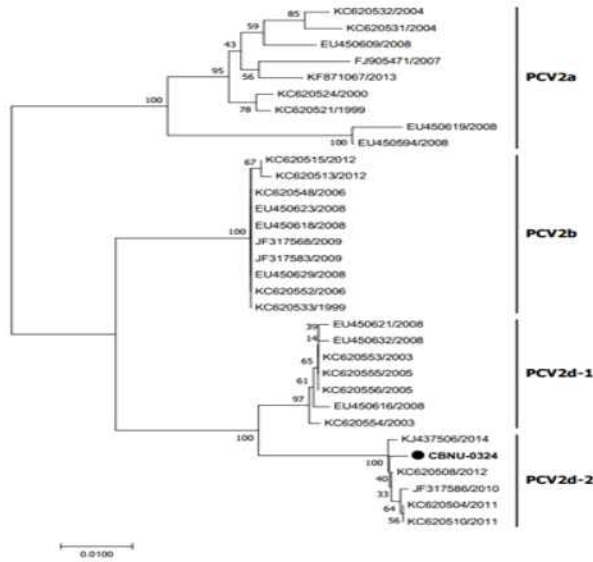 KC620532/2004
85
59
KC620531/2004
43
EU450609/2008
FJ905471/2007
95
56
KF871067/2013
PCV2a
KC620524/2000
100
78
KC620521/1999
EU450619/2008
100
EU450594/2008
67
KC620515/2012
KC620513/2012
KC620548/2006
EU450623/2008
EU450618/2008
100
PCV2b
JF317568/2009
JF317583/2009
EU450629/2008
KC620552/2006
KC620533/1999
39
EU450621/2008
14
EU450632/2008
65
KC620553/2003
KC620555/2005
PCV2d-1
61
KC620556/2005
97
EU450616/2008
KC620554/2003
100
KJ437506/2014
CBNU-0324
100
KC620508/2012
40
PCV2d-2
33
JF317586/2010
64
KC620504/2011
56
KC620510/2011
0.0100